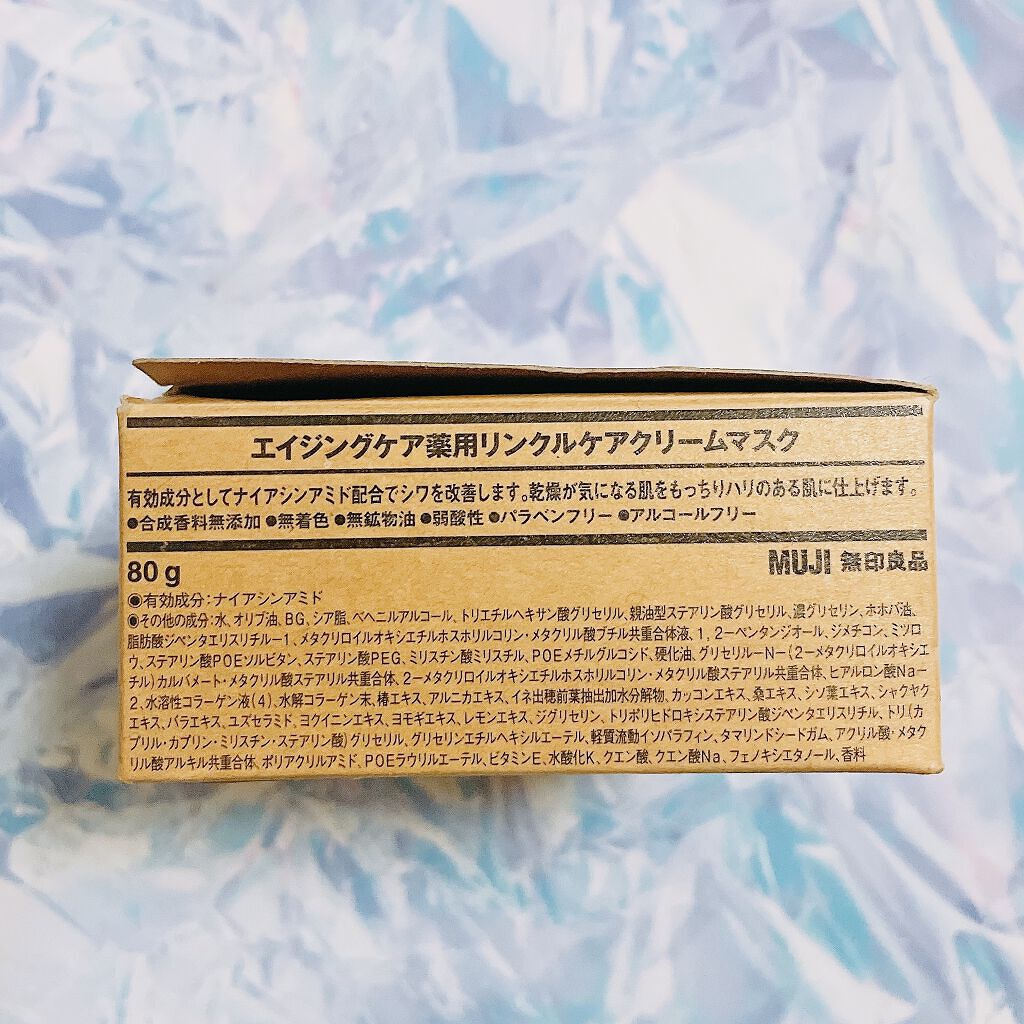 エイジングケア薬用リンクルケアクリームマスク
有効成分としてナイアシンアミド配合でシワを改善します。乾燥が気になる肌をもっちりハリのある肌に仕上げます。
●合成香料無添加 ●無着色 ●無鉱物油 ●弱酸性 ●パラベンフリー ●アルコールフリー
80g
MUJI 無印良品
◉有効成分:ナイアシンアミド
◉その他の成分:水、オリブ油、BG、シア脂、ベヘニルアルコール、トリエチルヘキサン酸グリセリル、親油型ステアリン酸グリセリル、濃グリセリン、ホホバ油、
脂肪酸ジペンタエリスリチル-1、メタクリロイルオキシエチルホスホリルコリン・メタクリル酸ブチル共重合体液、1,2-ペンタンジオール、ジメチコン、ミツロ
ウ、ステアリン酸POEソルビタン、ステアリン酸PEG、ミリスチン酸ミリスチル、POEメチルグルコシド、硬化油、グリセリル-N-(2-メタクリロイルオキシエ
チル)カルバメート・メタクリル酸ステアリル共重合体、2-メタクリロイルオキシエチルホスホリルコリン・メタクリル酸ステアリル共重合体、ヒアルロン酸Na-
2、水溶性コラーゲン液(4)、水解コラーゲン末、椿エキス、アルニカエキス、イネ出穂前葉抽出加水分解物、カッコンエキス、桑エキス、シソ葉エキス、シャクヤク
エキス、バラエキス、ユズセラミド、ヨクイニンエキス、ヨモギエキス、レモンエキス、ジグリセリン、トリポリヒドロキシステアリン酸ジペンタエリスリチル、トリ(カ
プリル・カプリン・ミリスチン・ステアリン酸)グリセリル、グリセリンエチルヘキシルエーテル、軽質流動イソパラフィン、タマリンドシードガム、アクリル酸・メタク
リル酸アルキル共重合体、ポリアクリルアミド、POEラウリルエーテル、ビタミンE、水酸化K、クエン酸、クエン酸Na、フェノキシエタノール、香料